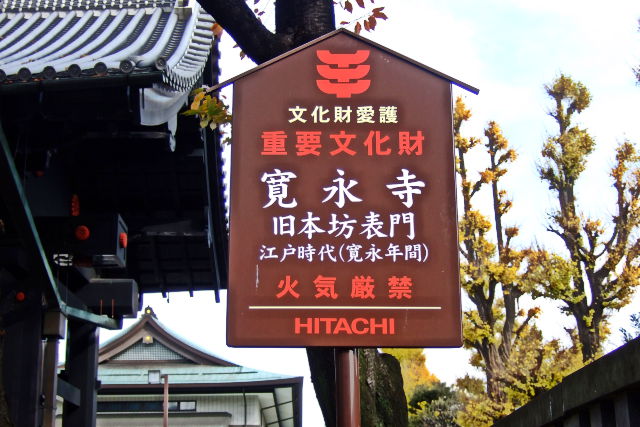 文化財愛護
重要文化財
寛永寺
旧本坊表門
江戸時代(寛永年間)
火気厳禁
HITACHI